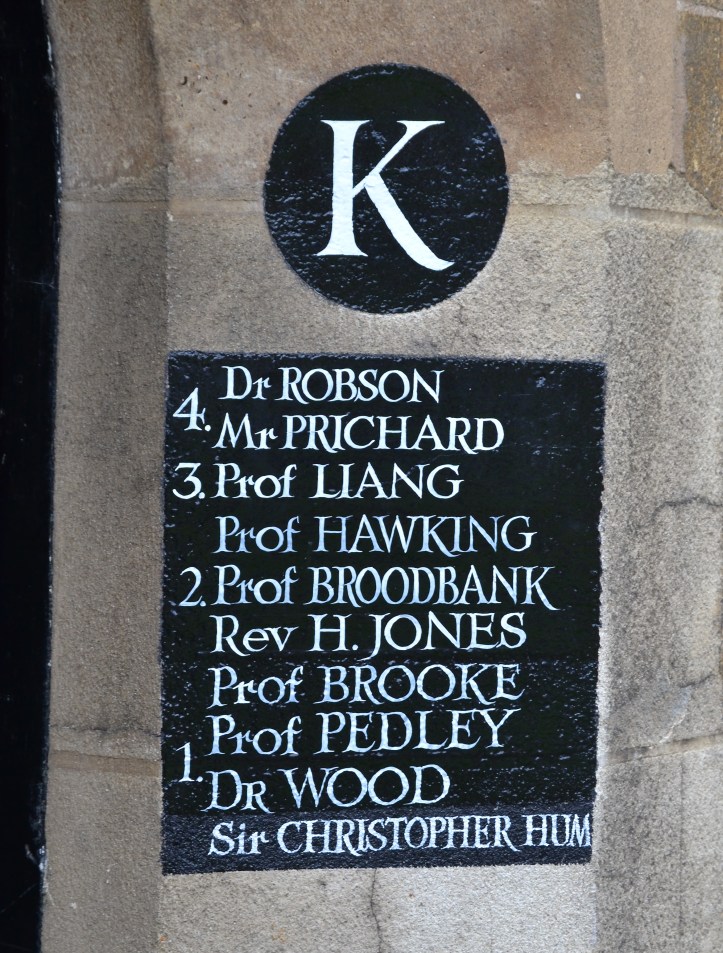 K
Dr ROBSON
4. Mr PRICHARD
3. Prof LIANG
Prof HAWKING
2. Prof BROODBANK
Rev H. JONES
Prof BROOKE
Prof PEDLEY
1. DR WOOD
Sir CHRISTOPHER HUM